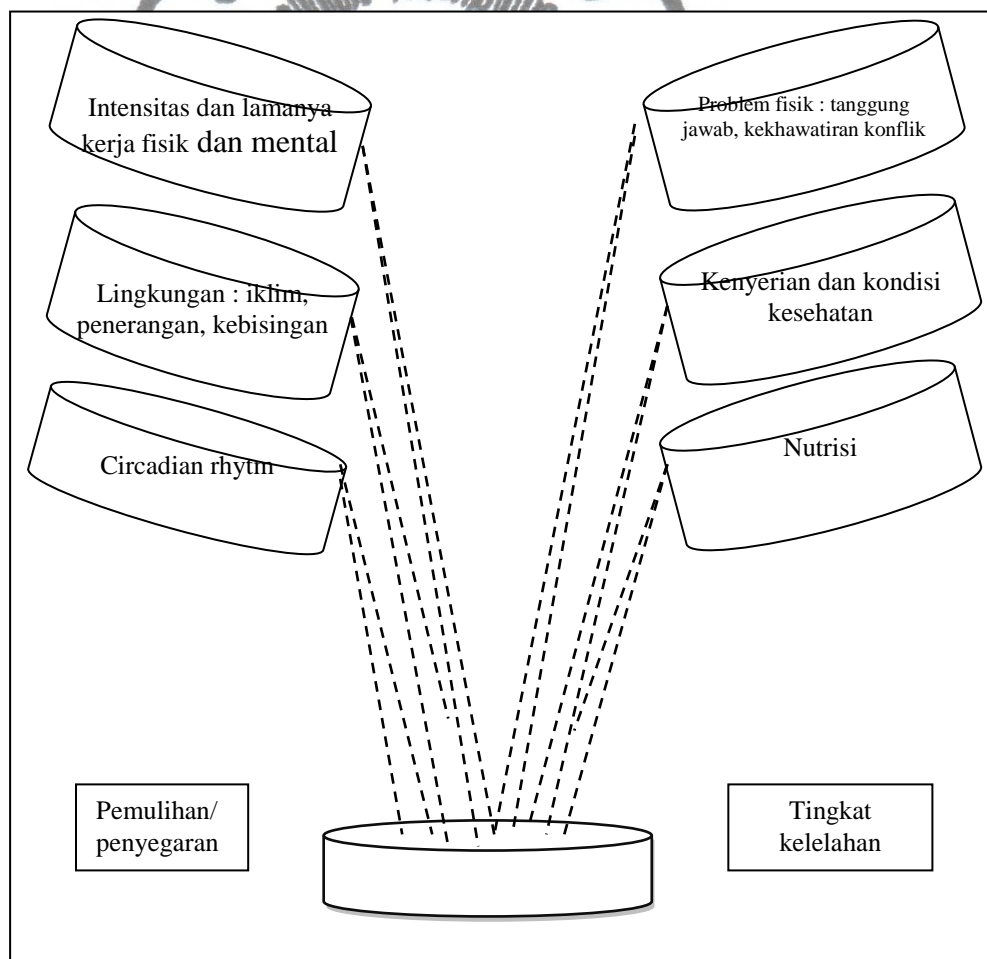 Intensitas dan lamanya
kerja fisik dan mental
Problem fisik : tanggung
jawab, kekhawatiran konflik
Lingkungan : iklim,
penerangan, kebisingan
Kenyerian dan kondisi
kesehatan
Circadian rhytm
Nutrisi
Pemulihan/
penyegaran
Tingkat
kelelahan